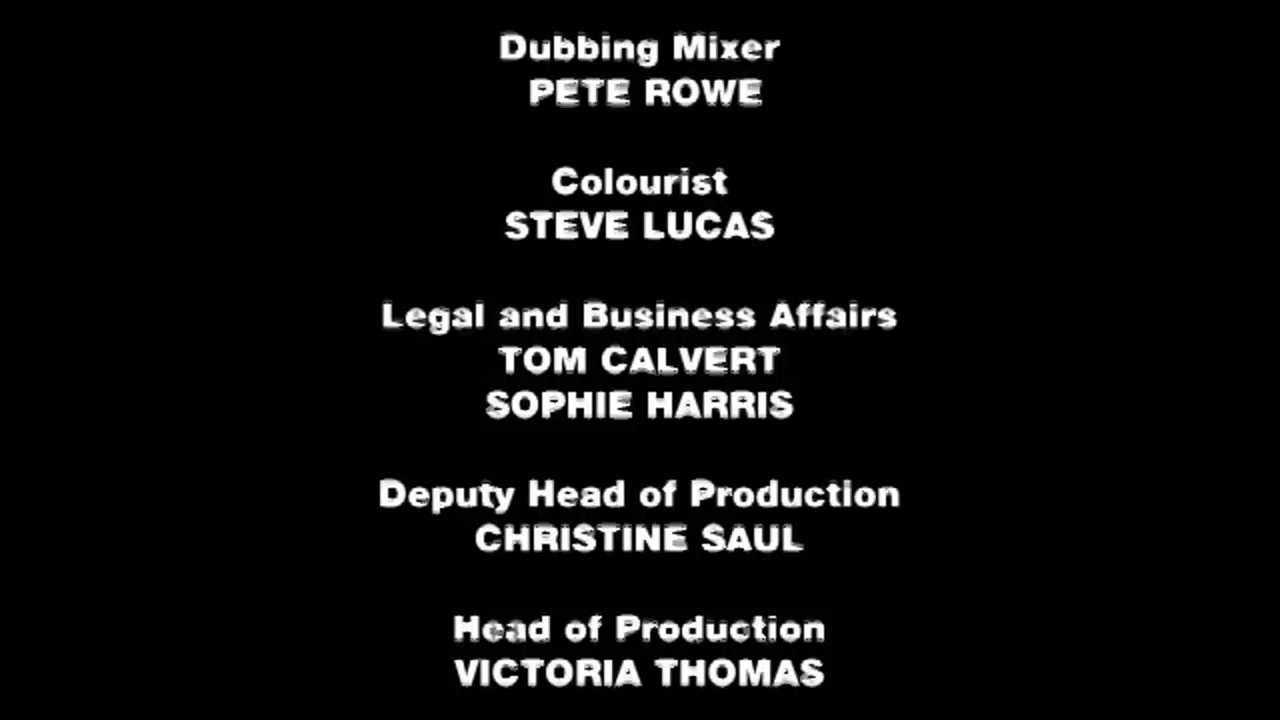 Dubbing Mixer
PETE ROWE
Colourist
STEVE LUCAS
Legal and Business Affairs
TOM CALVERT
SOPHIE HARRIS
Deputy Head of Production
CHRISTINE SAUL
Head of Production
VICTORIA THOMAS